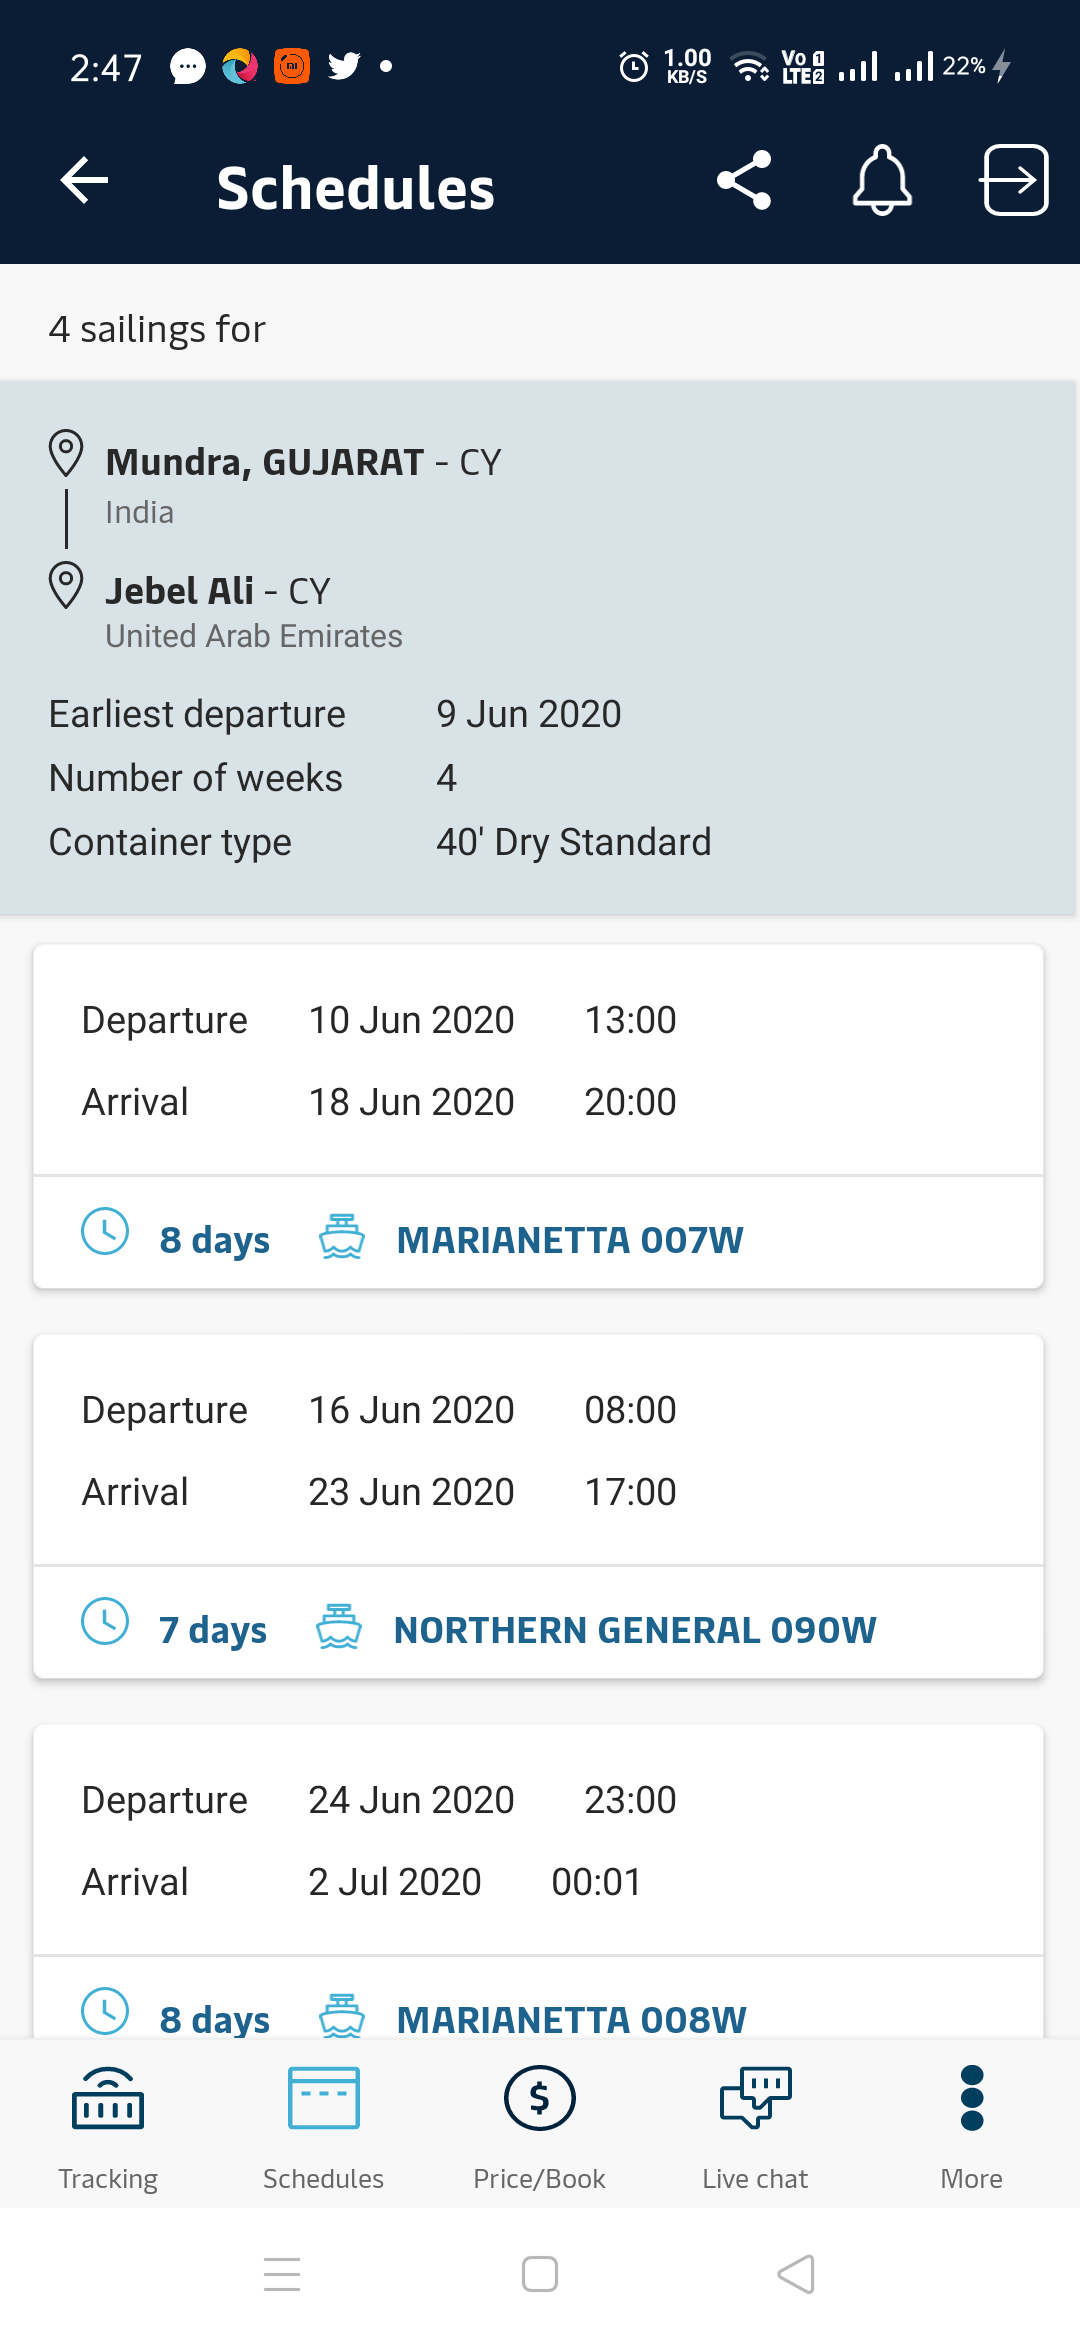 2:47 1.00 KB/S Vo LTE 1 2 22%
Schedules
4 sailings for
Mundra, GUJARAT - CY
India
Jebel Ali - CY
United Arab Emirates
Earliest departure 9 Jun 2020
Number of weeks 4
Container type 40' Dry Standard
Departure 10 Jun 2020 13:00
Arrival 18 Jun 2020 20:00
8 days MARIANETTA 007W
Departure 16 Jun 2020 08:00
Arrival 23 Jun 2020 17:00
7 days NORTHERN GENERAL 090W
Departure 24 Jun 2020 23:00
Arrival 2 Jul 2020 00:01
8 days MARIANETTA 008W
$
Tracking Schedules Price/Book Live chat More